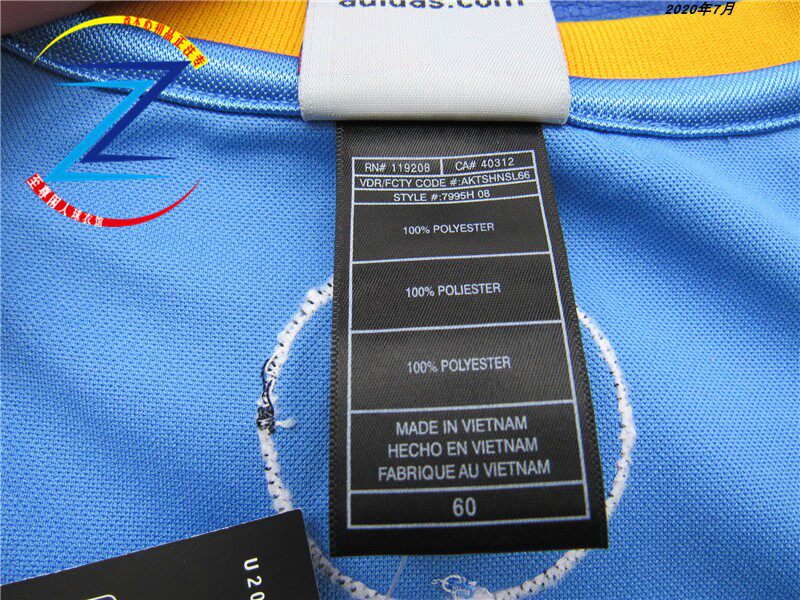 adidas.com
2020年7月
RN# 119208 CA# 40312
VDR/FCTY CODE #:AKTSHNSL66
STYLE #:7995H 08
100% POLYESTER
100% POLIESTER
100% POLYESTER
MADE IN VIETNAM
HECHO EN VIETNAM
FABRIQUE AU VIETNAM
60
U20
Z